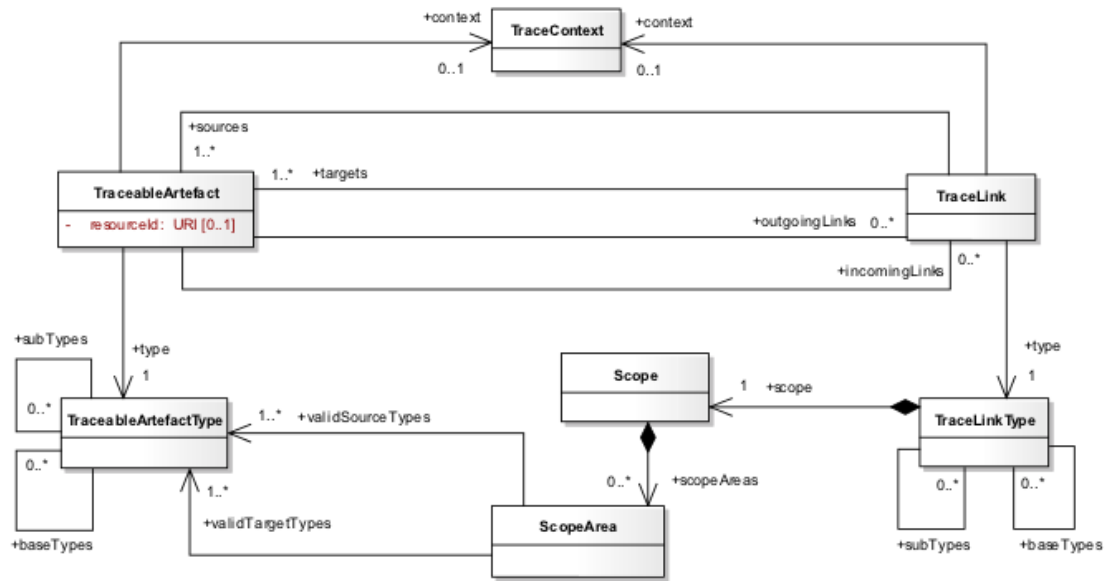 +context
TraceContext
+context
0..1
0..1
+sources
1..*
1..*
+targets
TraceableArtefact
- resourceId: URI [0..1]
TraceLink
+outgoingLinks
0..*
+incomingLinks
0..*
+subTypes
+type
1
0..*
TraceableArtefactType
0..*
+baseTypes
1..*
+validSourceTypes
1..*
+validTargetTypes
Scope
1
+scope
0..*
+scopeAreas
ScopeArea
+type
1
TraceLinkType
0..*
0..*
+subTypes
+baseTypes